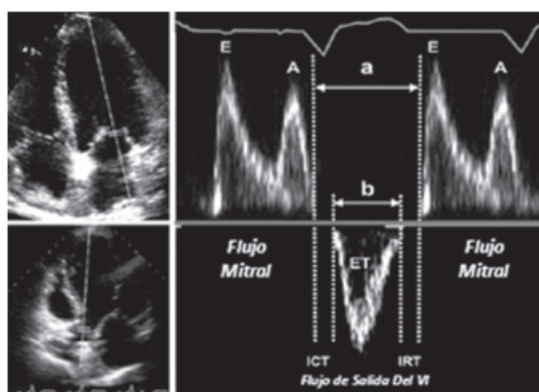 E
A
a
E
A
b
Flujo
Mitral
ET
Flujo
Mitral
ICT
IRT
Flujo de Salida Del VI